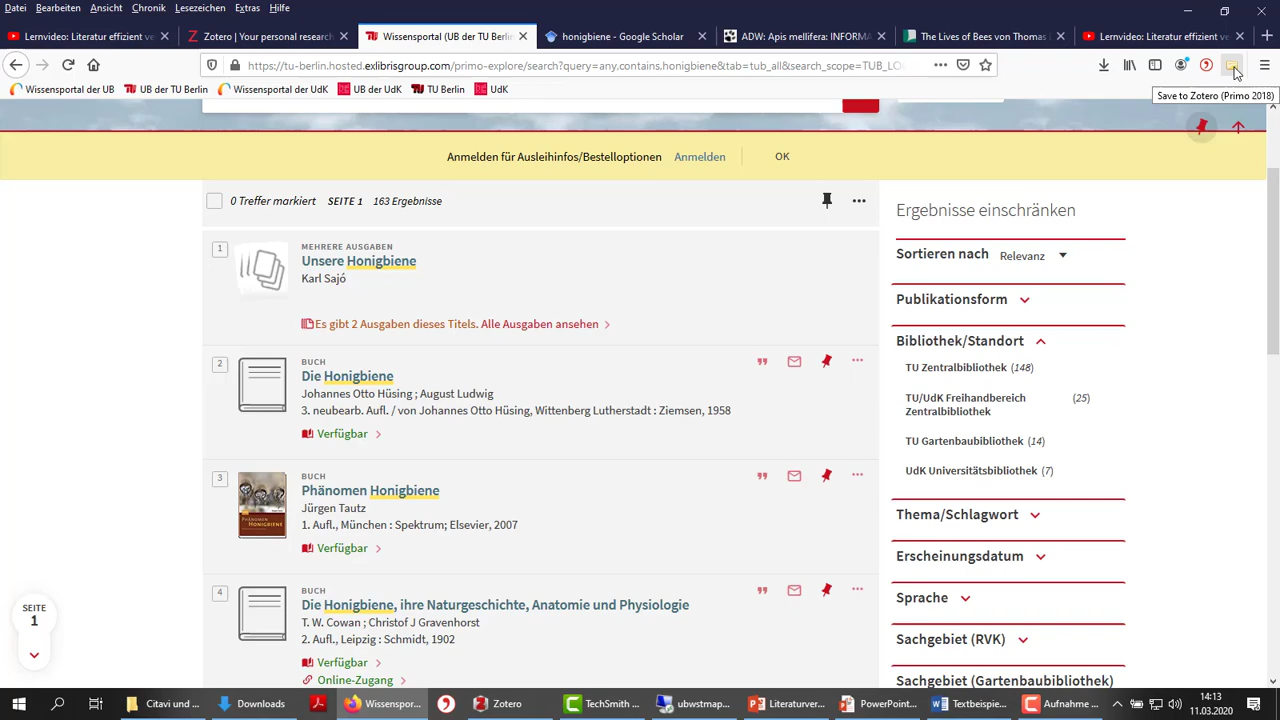 Datei Bearbeiten Ansicht Chronik Lesezeichen Extras Hilfe
Lernvideo: Literatur effizient v
Zotero | Your personal researc
Wissensportal (UB der TU Berlin
honigbiene - Google Scholar
ADW: Apis mellifera: INFORMA
The Lives of Bees von Thomas
Lernvideo: Literatur effizient ve
https://tu-berlin.hosted.exlibrisgroup.com/primo-explore/search?query=any,contains,honigbiene&tab=tub_all&search_scope=TUB_LO
Wissensportal der UB
UB der TU Berlin
Wissensportal der UdK
UB der UdK
TU Berlin
UdK
Save to Zotero (Primo 2018)
Anmelden für Ausleihinfos/Bestelloptionen Anmelden OK
0 Treffer markiert SEITE 1 163 Ergebnisse
1
MEHRERE AUSGABEN
Unsere Honigbiene
Karl Sajó
Es gibt 2 Ausgaben dieses Titels. Alle Ausgaben ansehen
2
BUCH
Die Honigbiene
Johannes Otto Hüsing ; August Ludwig
3. neubearb. Aufl. / von Johannes Otto Hüsing, Wittenberg Lutherstadt : Ziemsen, 1958
Verfügbar
3
BUCH
Phänomen Honigbiene
Jürgen Tautz
1. Aufl., München : Spektrum; Elsevier, 2007
Verfügbar
4
BUCH
Die Honigbiene, ihre Naturgeschichte, Anatomie und Physiologie
T. W. Cowan ; Christof J Gravenhorst
2. Aufl., Leipzig : Schmidt, 1902
Verfügbar
Online-Zugang
Ergebnisse einschränken
Sortieren nach Relevanz
Publikationsform
Bibliothek/Standort
TU Zentralbibliothek (148)
TU/UdK Freihandbereich (25)
Zentralbibliothek
TU Gartenbaubibliothek (14)
UdK Universitätsbibliothek (7)
Thema/Schlagwort
Erscheinungsdatum
Sprache
Sachgebiet (RVK)
Sachgebiet (Gartenbaubibliothek)
SEITE
1
Citavi und ...
Downloads
Wissenspor...
Zotero
TechSmith ...
ubwstmap...
Literaturver...
PowerPoint...
Textbeispie...
Aufnahme ...
14:13
11.03.2020